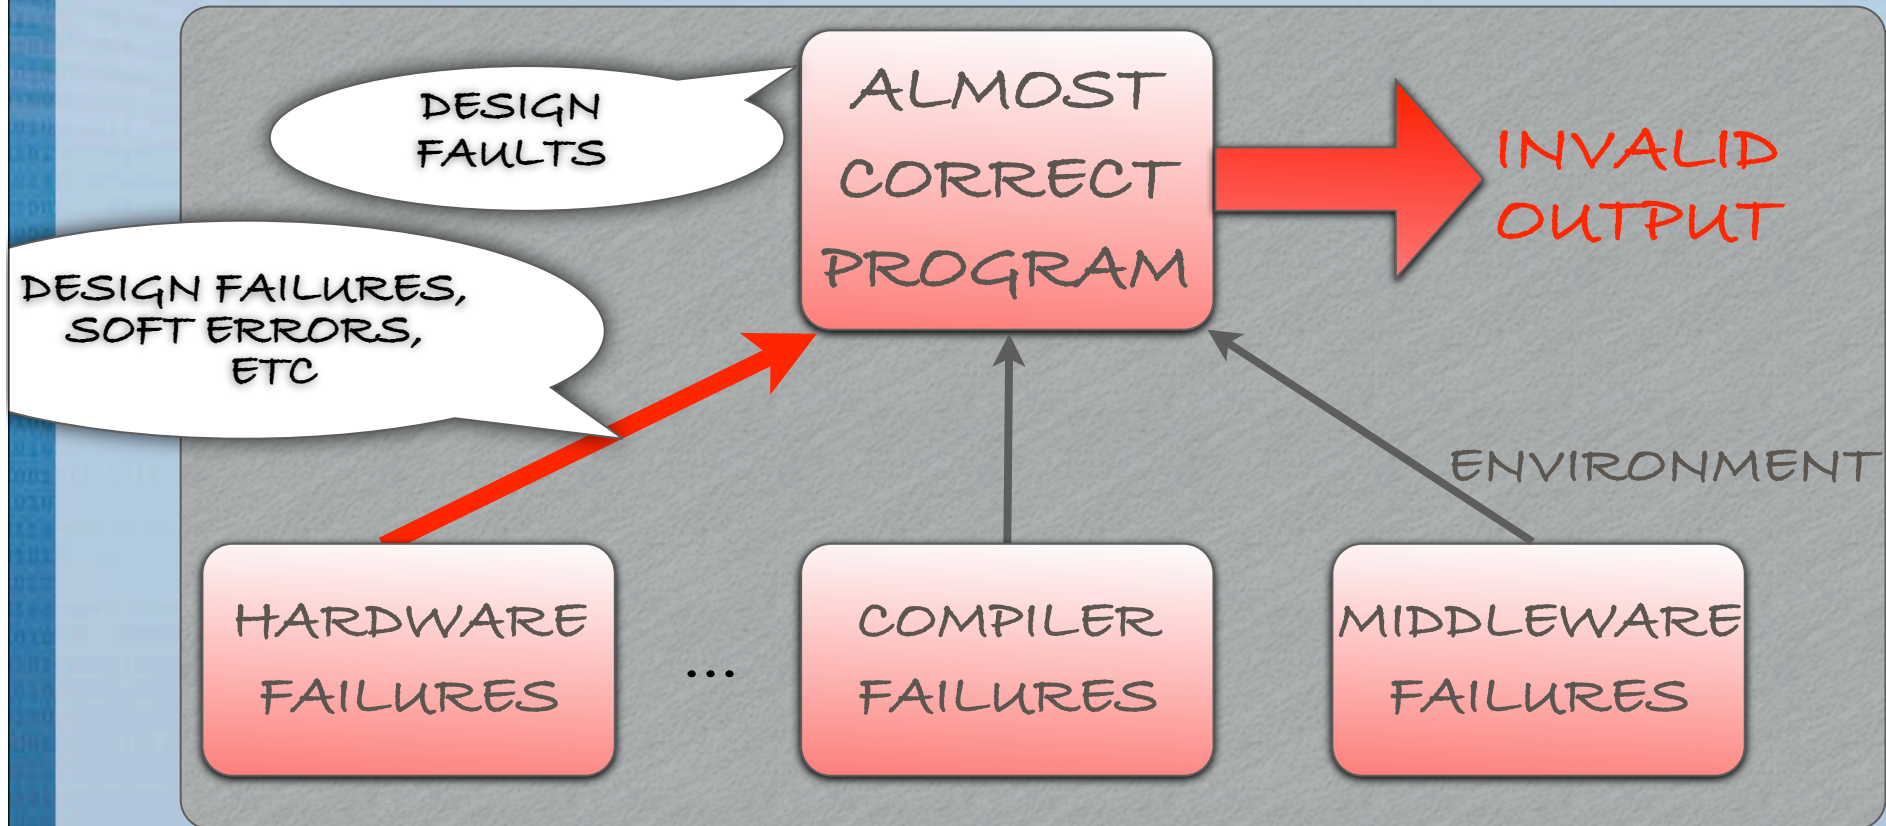 DESIGN
FAULTS
ALMOST
CORRECT
PROGRAM
INVALID
OUTPUT
DESIGN FAILURES,
SOFT ERRORS,
ETC
ENVIRONMENT
HARDWARE
FAILURES
...
COMPILER
FAILURES
MIDDLEWARE
FAILURES